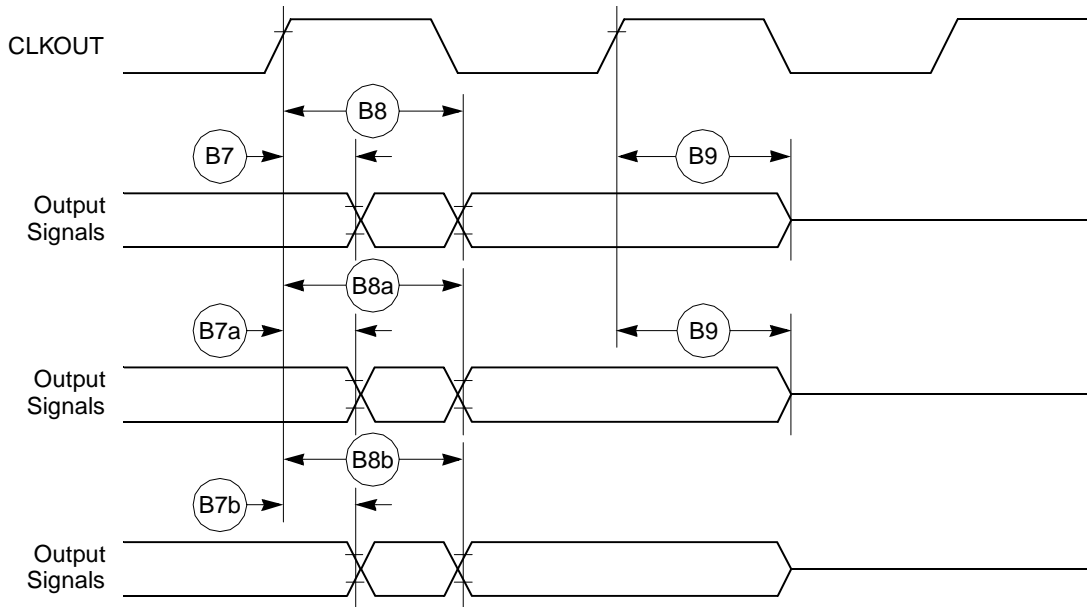 CLKOUT
B8
B7
B9
Output
Signals
B8a
B7a
B9
Output
Signals
B8b
B7b
Output
Signals